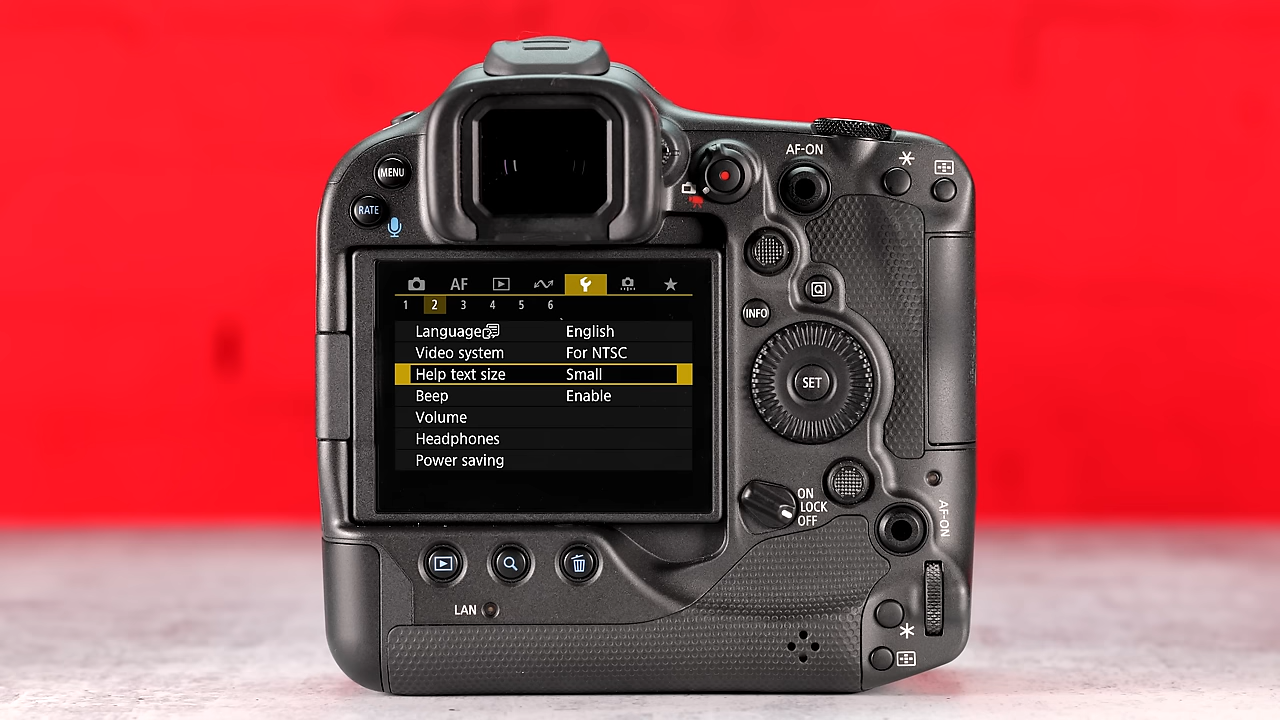 AF-ON
MENU
RATE
AF
1 2 3 4 5 6
Language English
Video system For NTSC
Help text size Small
Beep Enable
Volume
Headphones
Power saving
Q
INFO
SET
ON
LOCK
OFF
AF-ON
LAN